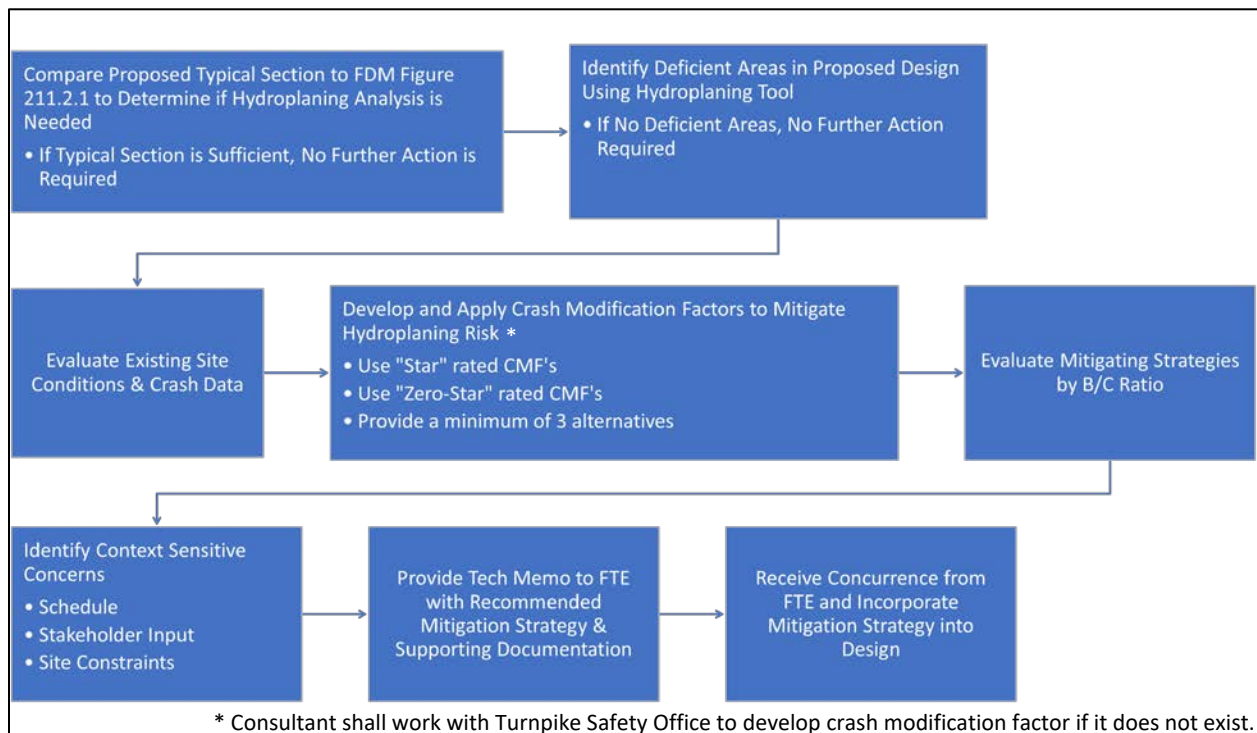 Compare Proposed Typical Section to FDM Figure
211.2.1 to Determine if Hydroplaning Analysis is
Needed
• If Typical Section is Sufficient, No Further Action is
Required
Identify Deficient Areas in Proposed Design
Using Hydroplaning Tool
• If No Deficient Areas, No Further Action
Required
Evaluate Existing Site
Conditions & Crash Data
Develop and Apply Crash Modification Factors to Mitigate
Hydroplaning Risk *
• Use "Star" rated CMF's
• Use "Zero-Star" rated CMF's
• Provide a minimum of 3 alternatives
Evaluate Mitigating Strategies
by B/C Ratio
Identify Context Sensitive
Concerns
• Schedule
• Stakeholder Input
• Site Constraints
Provide Tech Memo to FTE
with Recommended
Mitigation Strategy &
Supporting Documentation
Receive Concurrence from
FTE and Incorporate
Mitigation Strategy into
Design
* Consultant shall work with Turnpike Safety Office to develop crash modification factor if it does not exist.